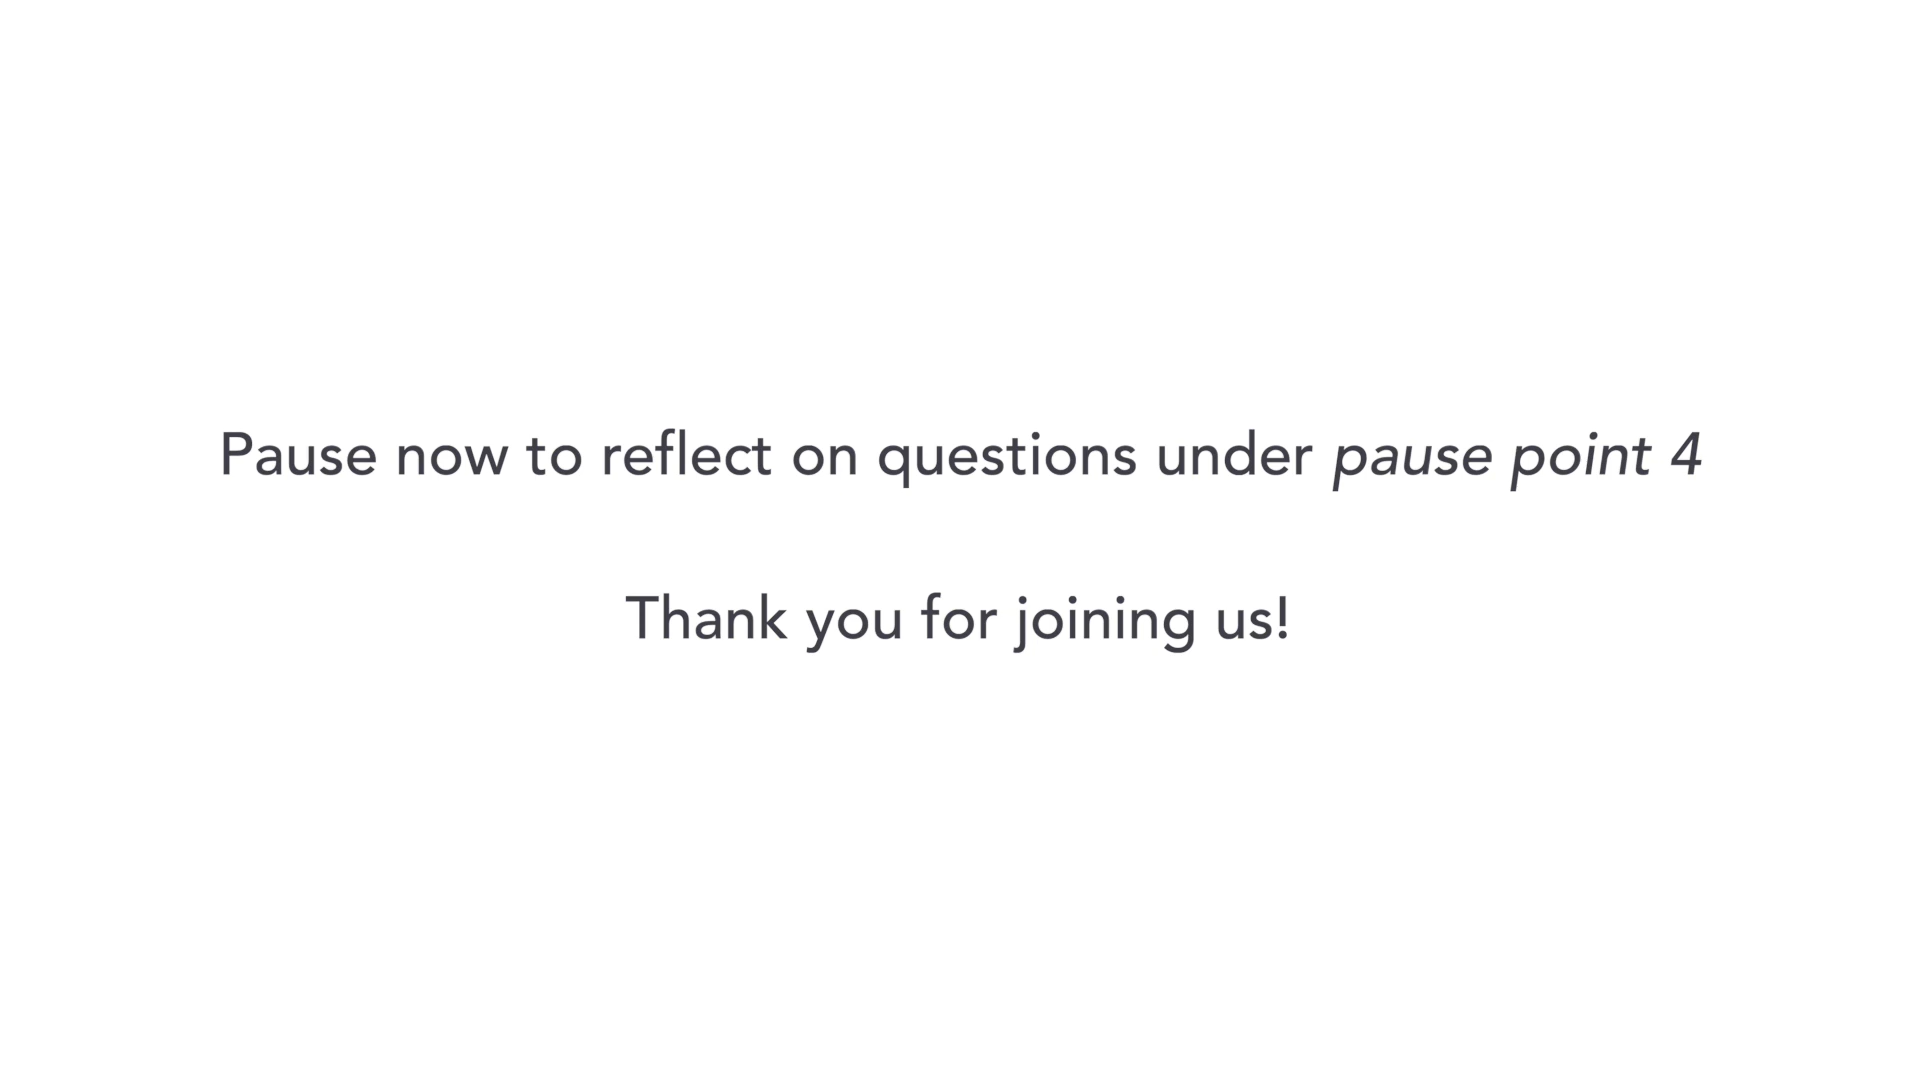 Pause now to reflect on questions under pause point 4
Thank you for joining us!